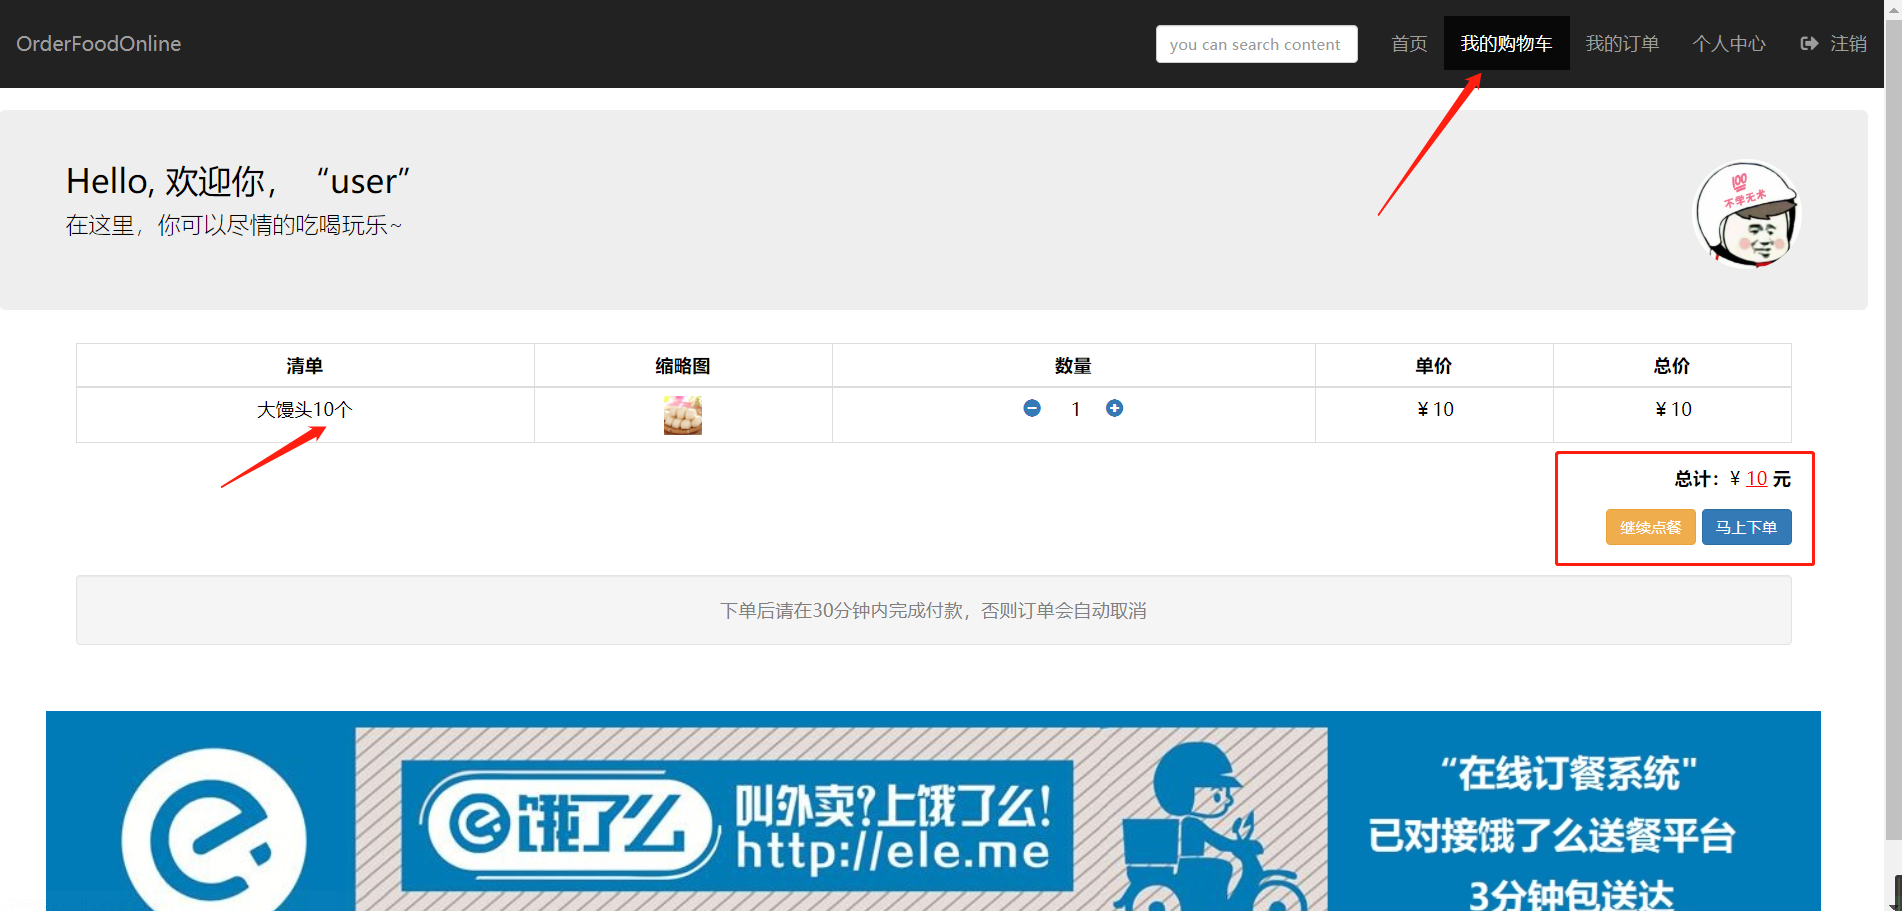 OrderFoodOnline
you can search content
首页
我的购物车
我的订单
个人中心
注销
Hello, 欢迎你，“user”
在这里，你可以尽情的吃喝玩乐~
100
不学无术
清单 缩略图 数量 单价 总价
大馒头10个 1 ¥10 ¥10
总计：¥ 10 元
继续点餐 马上下单
下单后请在30分钟内完成付款，否则订单会自动取消
饿了么
叫外卖?上饿了么!
http://ele.me
“在线订餐系统"
已对接饿了么送餐平台
3分钟包送达